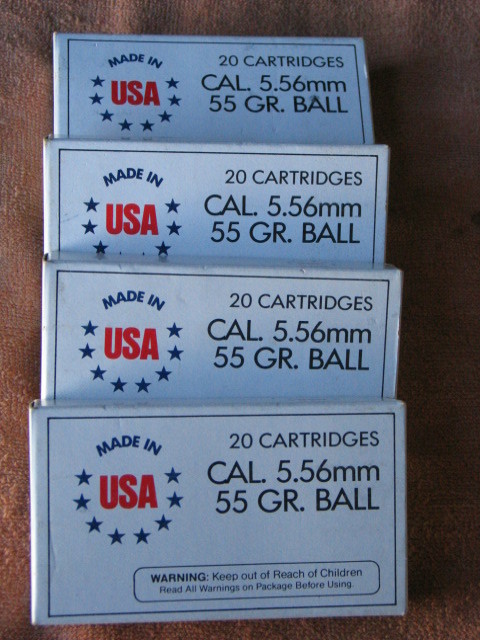 MADE IN
USA
20 CARTRIDGES
CAL. 5.56mm
55 GR. BALL
MADE IN
USA
20 CARTRIDGES
CAL. 5.56mm
55 GR. BALL
MADE IN
USA
20 CARTRIDGES
CAL. 5.56mm
55 GR. BALL
MADE IN
USA
20 CARTRIDGES
CAL. 5.56mm
55 GR. BALL
WARNING: Keep out of Reach of Children
Read All Warnings on Package Before Using.